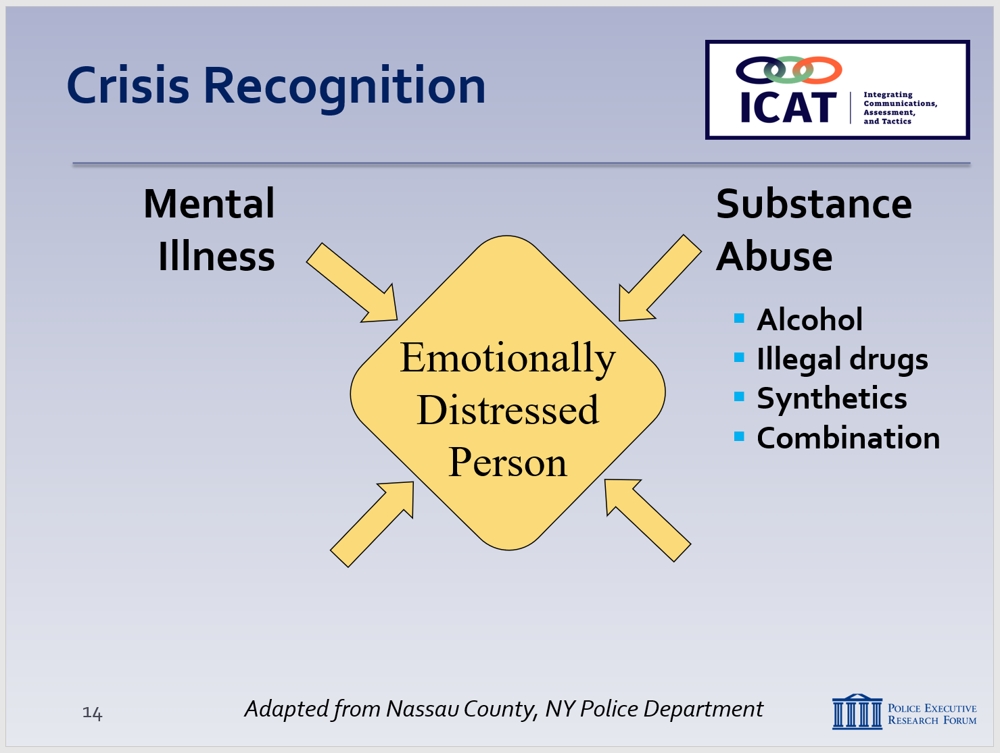 Crisis Recognition
ICAT
Integrating
Communications,
Assessment,
and Tactics
Mental
Illness
Substance
Abuse
Alcohol
Illegal drugs
Synthetics
Combination
Emotionally
Distressed
Person
14
Adapted from Nassau County, NY Police Department
POLICE EXECUTIVE
RESEARCH FORUM